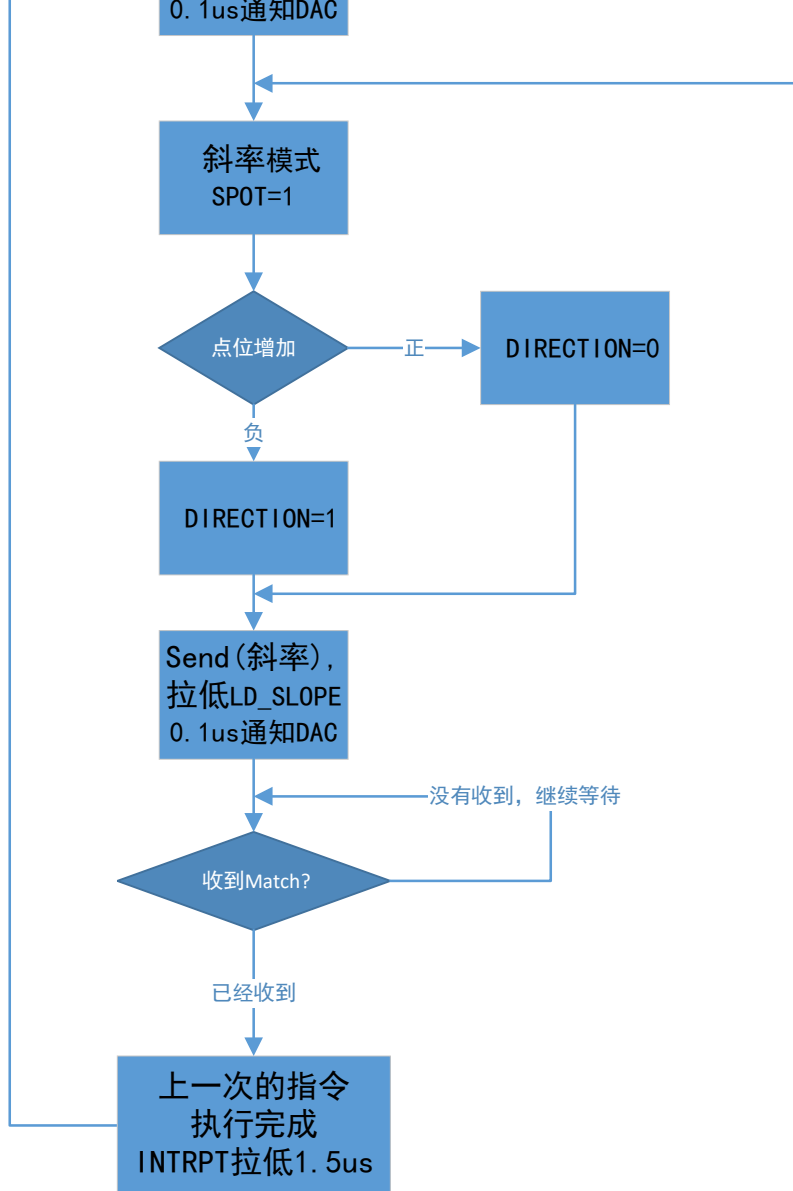 0.1us通知DAC
斜率模式
SPOT=1
点位增加
正
DIRECTION=0
负
DIRECTION=1
Send(斜率),
拉低LD_SLOPE
0.1us通知DAC
没有收到，继续等待
收到Match?
已经收到
上一次的指令
执行完成
INTRPT拉低1.5us